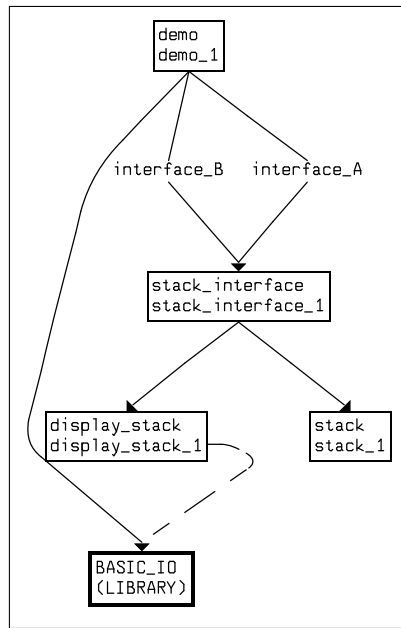 demo
demo_1
interface_B
interface_A
stack_interface
stack_interface_1
display_stack
display_stack_1
stack
stack_1
BASIC_IO
(LIBRARY)